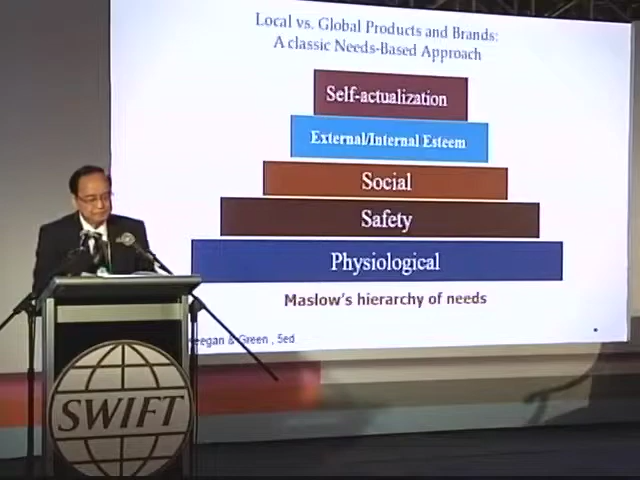 Local vs. Global Products and Brands:
A classic Needs-Based Approach
Self-actualization
External/Internal Esteem
Social
Safety
Physiological
Maslow's hierarchy of needs
& Green , 5ed
SWIFT